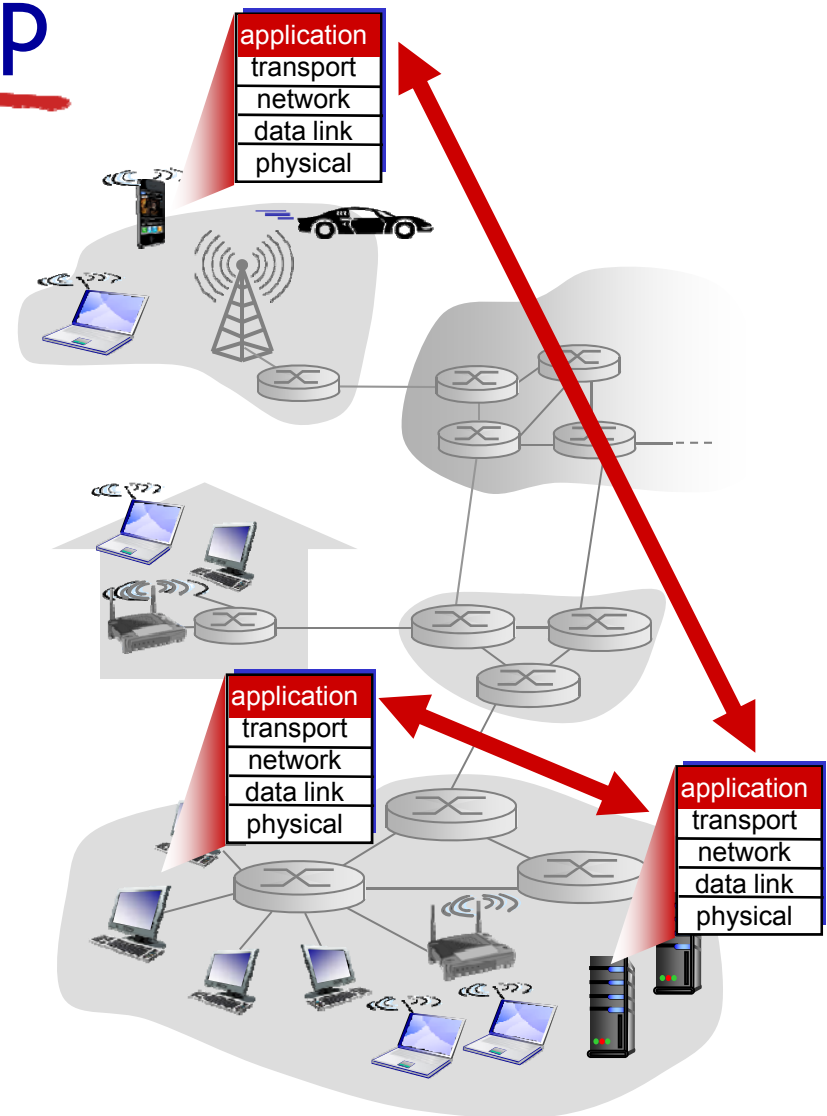 p
application
transport
network
data link
physical
application
transport
network
data link
physical
application
transport
network
data link
physical